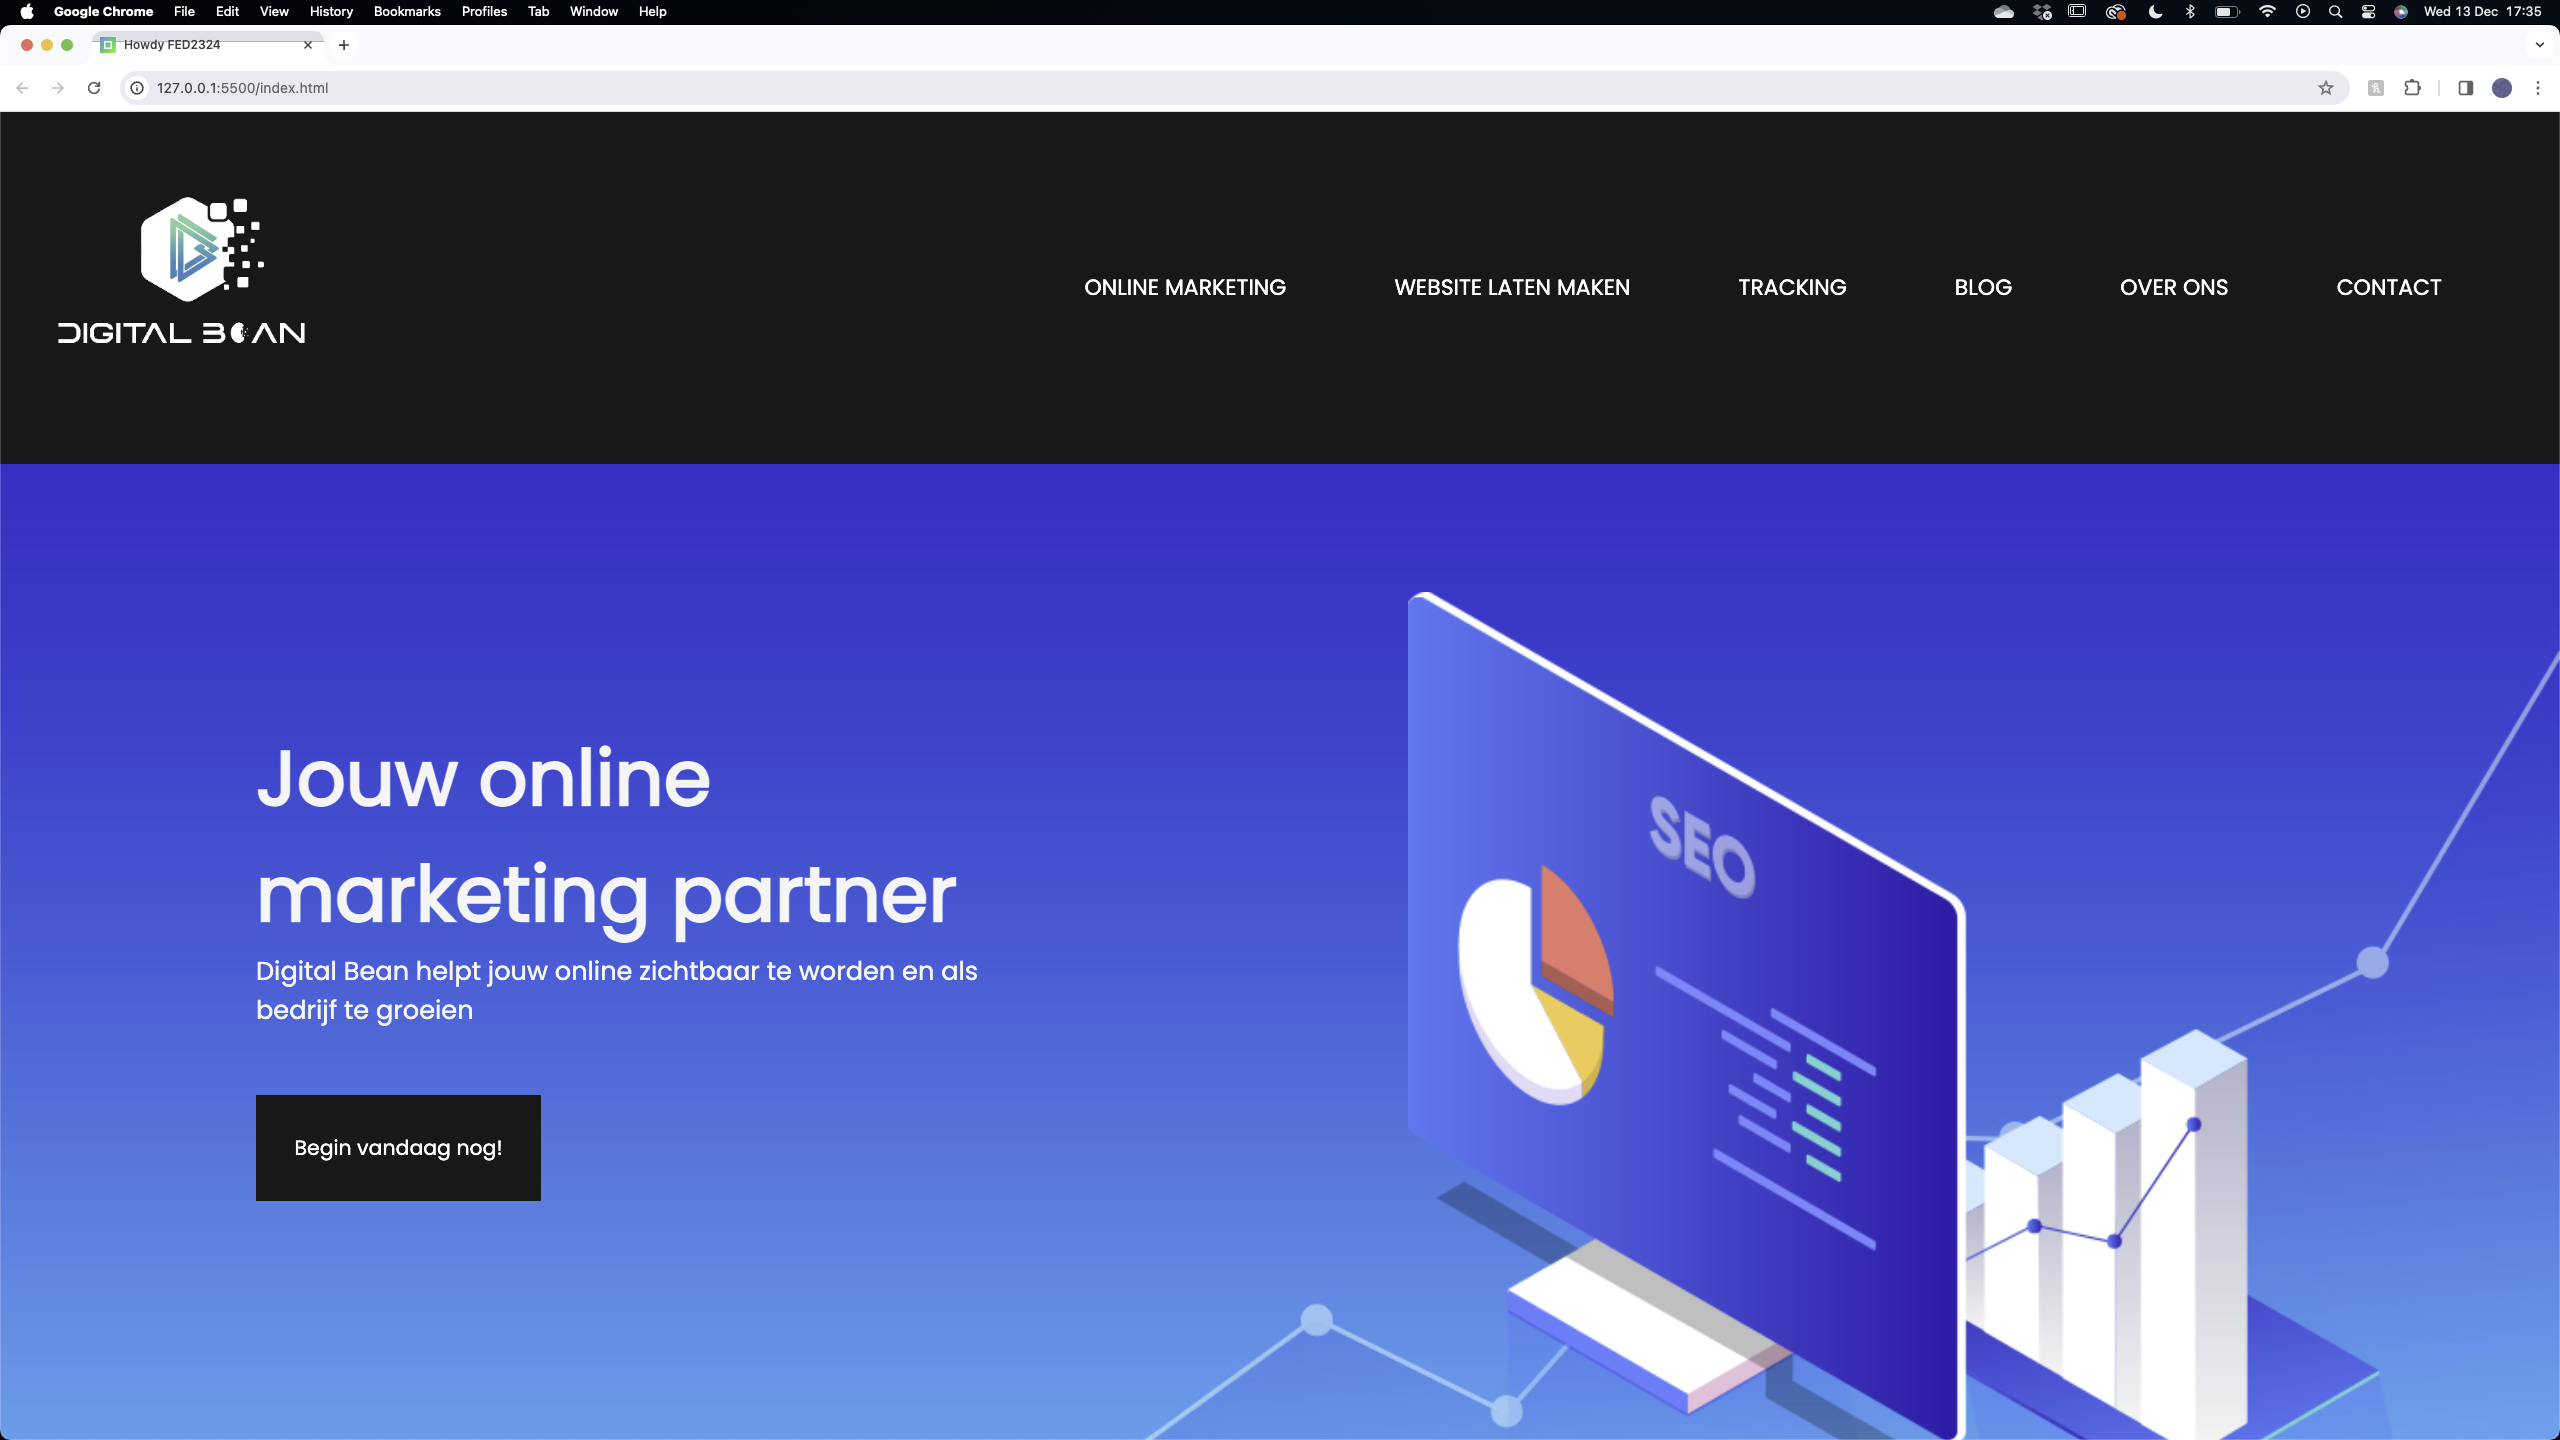 Google Chrome File Edit View History Bookmarks Profiles Tab Window Help Wed 13 Dec 17:35
Howdy FED2324
127.0.0.1:5500/index.html
DIGITAL BEAN
ONLINE MARKETING WEBSITE LATEN MAKEN TRACKING BLOG OVER ONS CONTACT
Jouw online
marketing partner
Digital Bean helpt jouw online zichtbaar te worden en als
bedrijf te groeien
Begin vandaag nog!
SEO